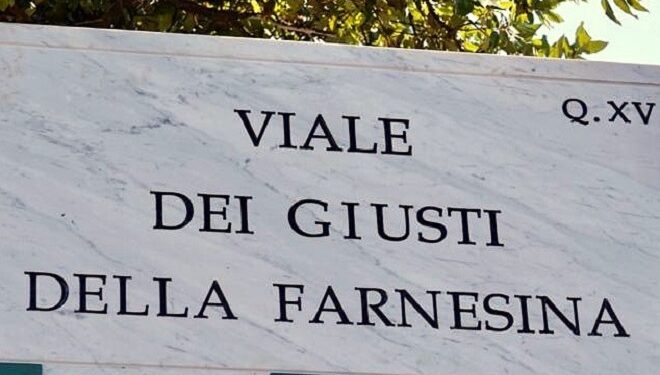 Q. XV
VIALE
DEI GIUSTI
DELLA FARNESINA